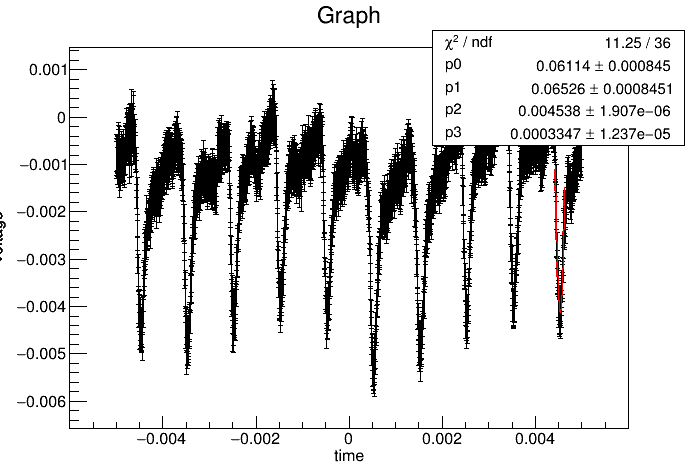 Graph
χ² / ndf 11.25 / 36
p0 0.06114 ± 0.000845
p1 0.06526 ± 0.0008451
p2 0.004538 ± 1.907e−06
p3 0.0003347 ± 1.237e−05
0.001
0
−0.001
−0.002
−0.003
−0.004
−0.005
−0.006
−0.004 −0.002 0 0.002 0.004
time